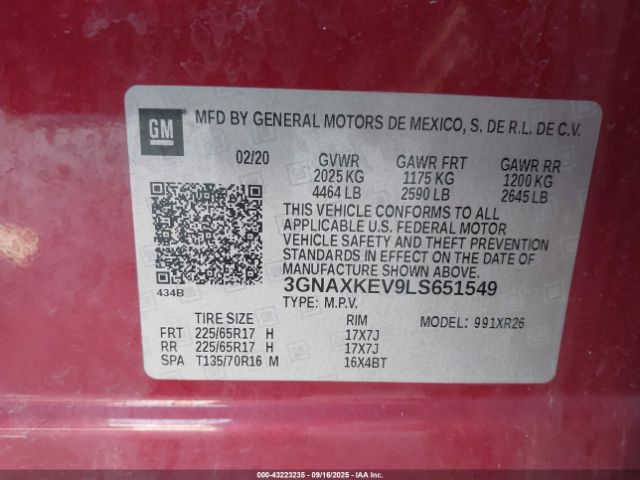 GM
MFD BY GENERAL MOTORS DE MEXICO, S. DE R.L. DE C.V.
02/20 GVWR GAWR FRT GAWR RR
2025 KG 1175 KG 1200 KG
4464 LB 2590 LB 2645 LB
THIS VEHICLE CONFORMS TO ALL
APPLICABLE U.S. FEDERAL MOTOR
VEHICLE SAFETY AND THEFT PREVENTION
STANDARDS IN EFFECT ON THE DATE OF
MANUFACTURE SHOWN ABOVE.
434B 3GNAXKEV9LS651549
TYPE: M.P.V.
TIRE SIZE RIM MODEL: 991XR26
FRT 225/65R17 H 17X7J
RR 225/65R17 H 17X7J
SPA T135/70R16 M 16X4BT
000-43223235 - 09/16/2025 - IAAI.com